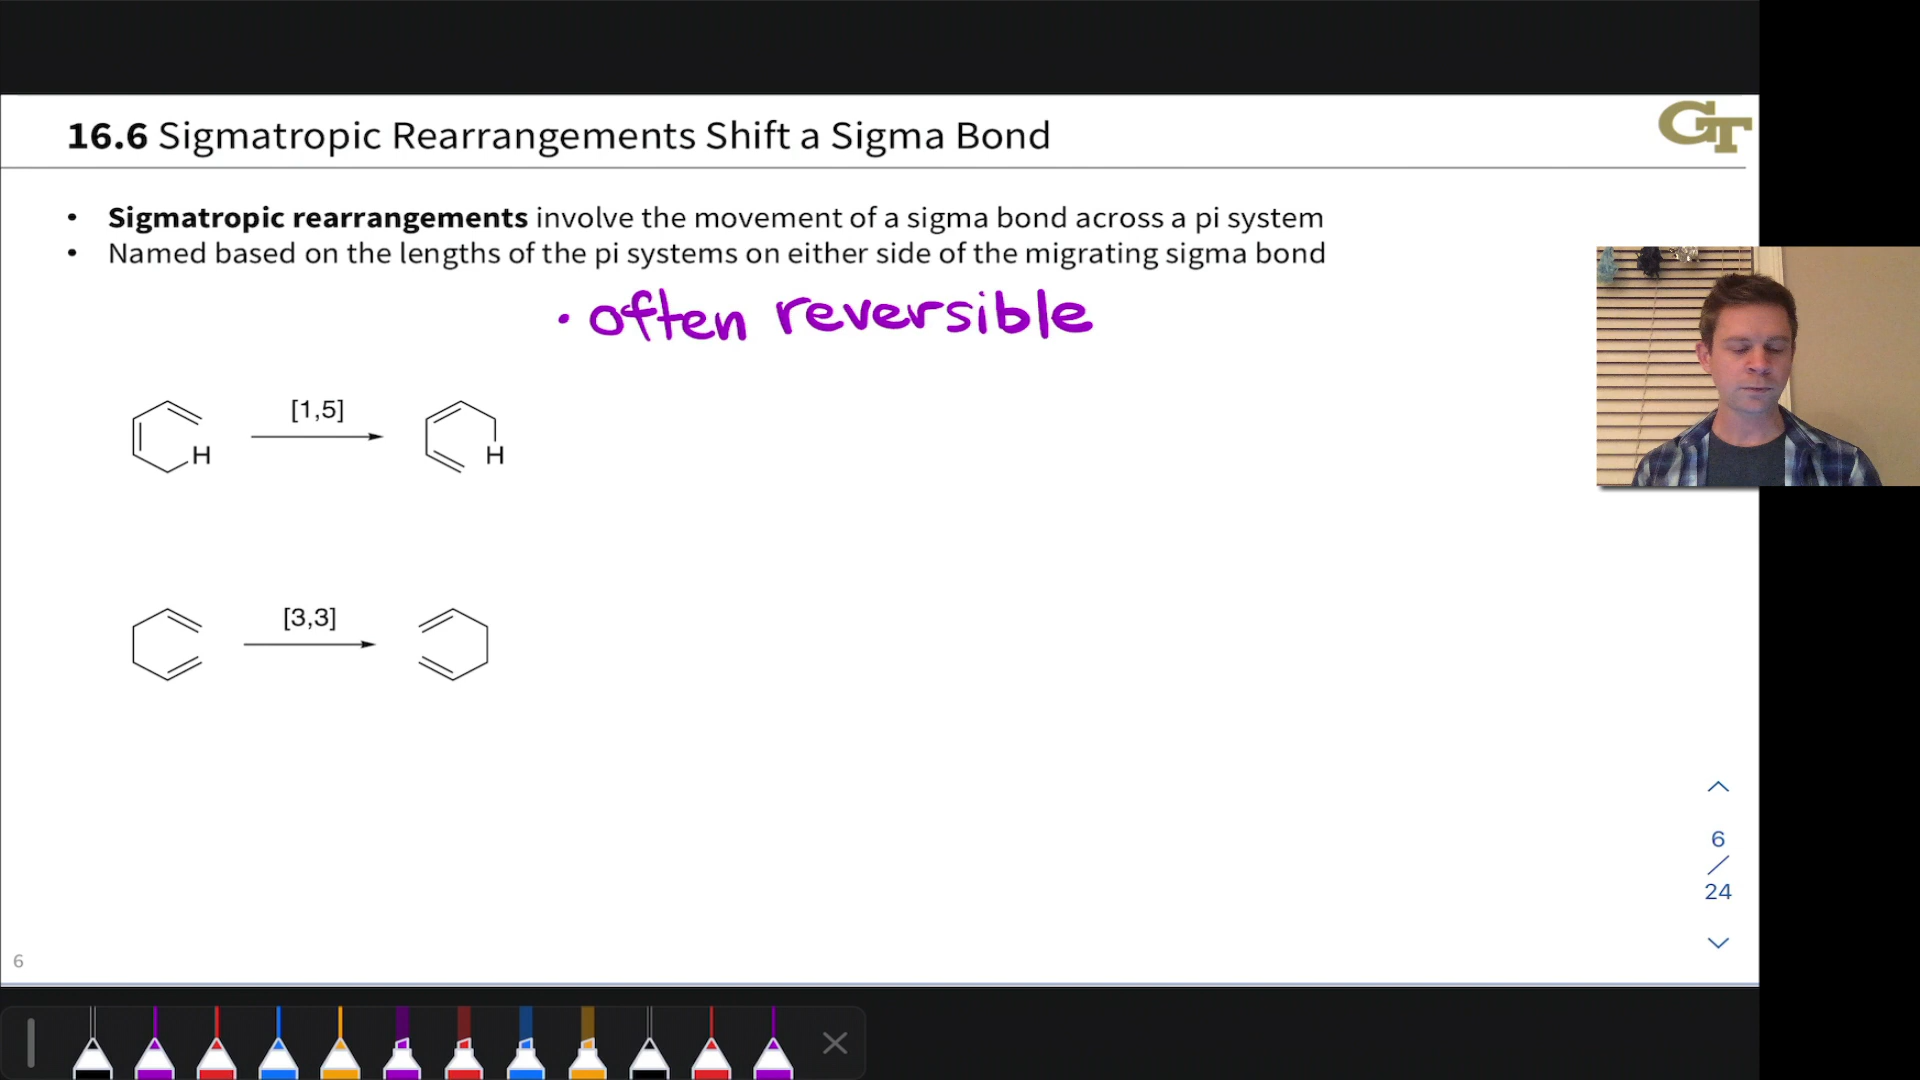 16.6 Sigmatropic Rearrangements Shift a Sigma Bond
GT
• Sigmatropic rearrangements involve the movement of a sigma bond across a pi system
• Named based on the lengths of the pi systems on either side of the migrating sigma bond
• often reversible
[1,5]
H
H
[3,3]
6
/
24
6